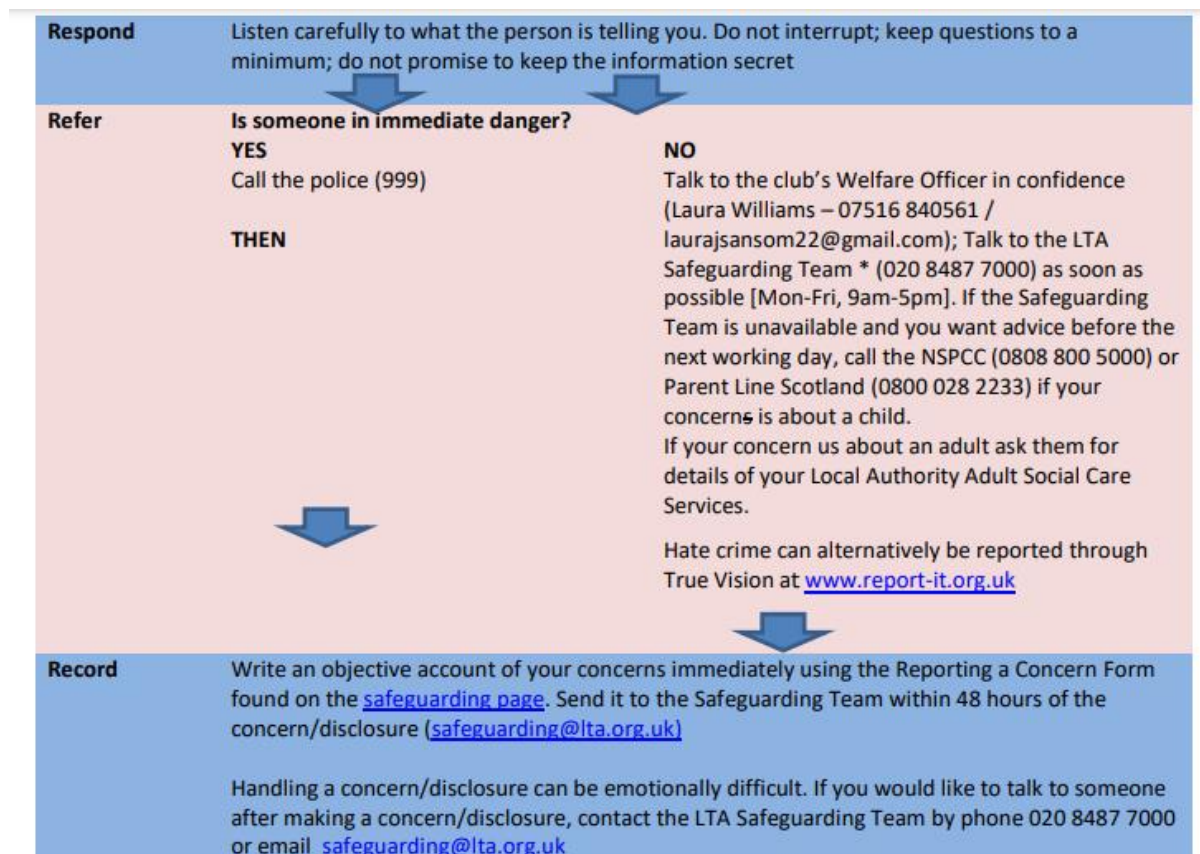 Respond
Listen carefully to what the person is telling you. Do not interrupt; keep questions to a
minimum; do not promise to keep the information secret
Refer
Is someone in immediate danger?
YES
Call the police (999)
THEN
NO
Talk to the club's Welfare Officer in confidence
(Laura Williams – 07516 840561 /
laurajsansom22@gmail.com); Talk to the LTA
Safeguarding Team * (020 8487 7000) as soon as
possible [Mon-Fri, 9am-5pm]. If the Safeguarding
Team is unavailable and you want advice before the
next working day, call the NSPCC (0808 800 5000) or
Parent Line Scotland (0800 028 2233) if your
concerns is about a child.
If your concern us about an adult ask them for
details of your Local Authority Adult Social Care
Services.
Hate crime can alternatively be reported through
True Vision at www.report-it.org.uk
Record
Write an objective account of your concerns immediately using the Reporting a Concern Form
found on the safeguarding page. Send it to the Safeguarding Team within 48 hours of the
concern/disclosure (safeguarding@lta.org.uk)
Handling a concern/disclosure can be emotionally difficult. If you would like to talk to someone
after making a concern/disclosure, contact the LTA Safeguarding Team by phone 020 8487 7000
or email safeguarding@lta.org.uk